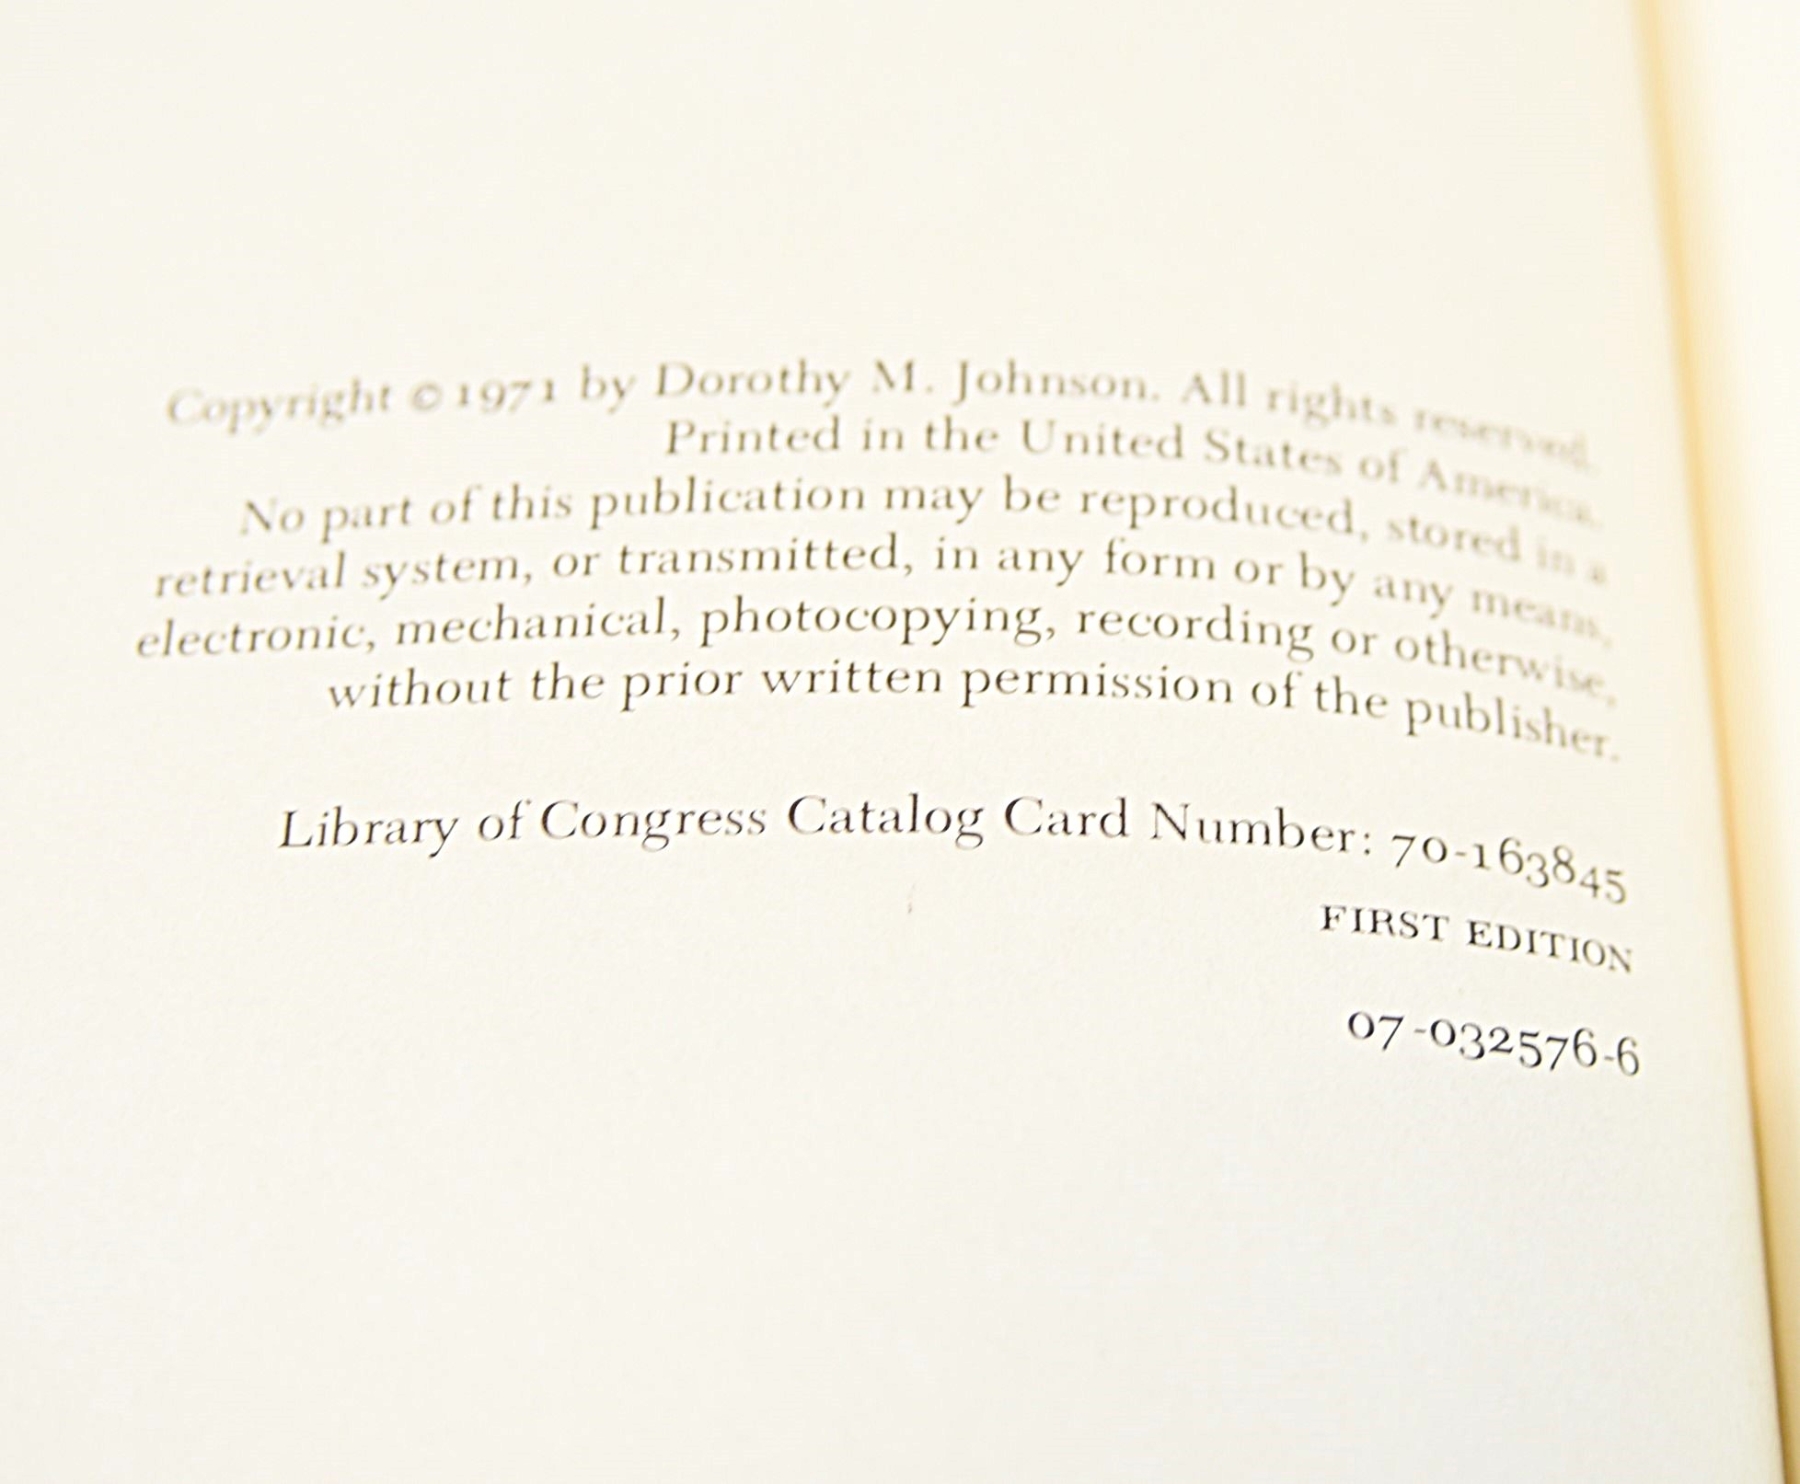 Copyright © 1971 by Dorothy M. Johnson. All rights reserved.
Printed in the United States of America.
No part of this publication may be reproduced, stored in a
retrieval system, or transmitted, in any form or by any means,
electronic, mechanical, photocopying, recording or otherwise,
without the prior written permission of the publisher.
Library of Congress Catalog Card Number: 70-163845
FIRST EDITION
07-032576-6